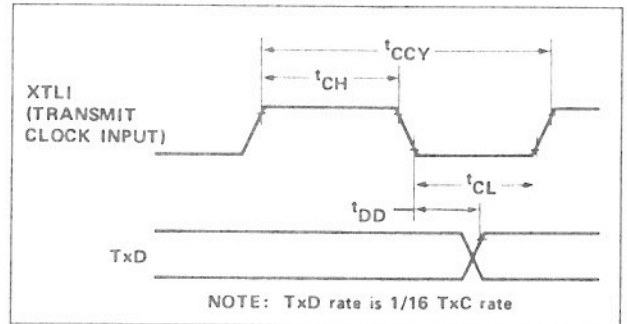 tCCY
tCH
XTLI
(TRANSMIT
CLOCK INPUT)
tCL
tDD
TxD
NOTE: TxD rate is 1/16 TxC rate